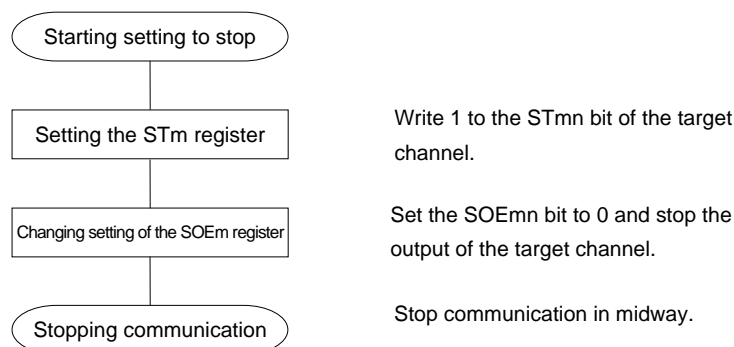 Starting setting to stop
Setting the STm register
Write 1 to the STmn bit of the target
channel.
Changing setting of the SOEm register
Set the SOEmn bit to 0 and stop the
output of the target channel.
Stopping communication
Stop communication in midway.